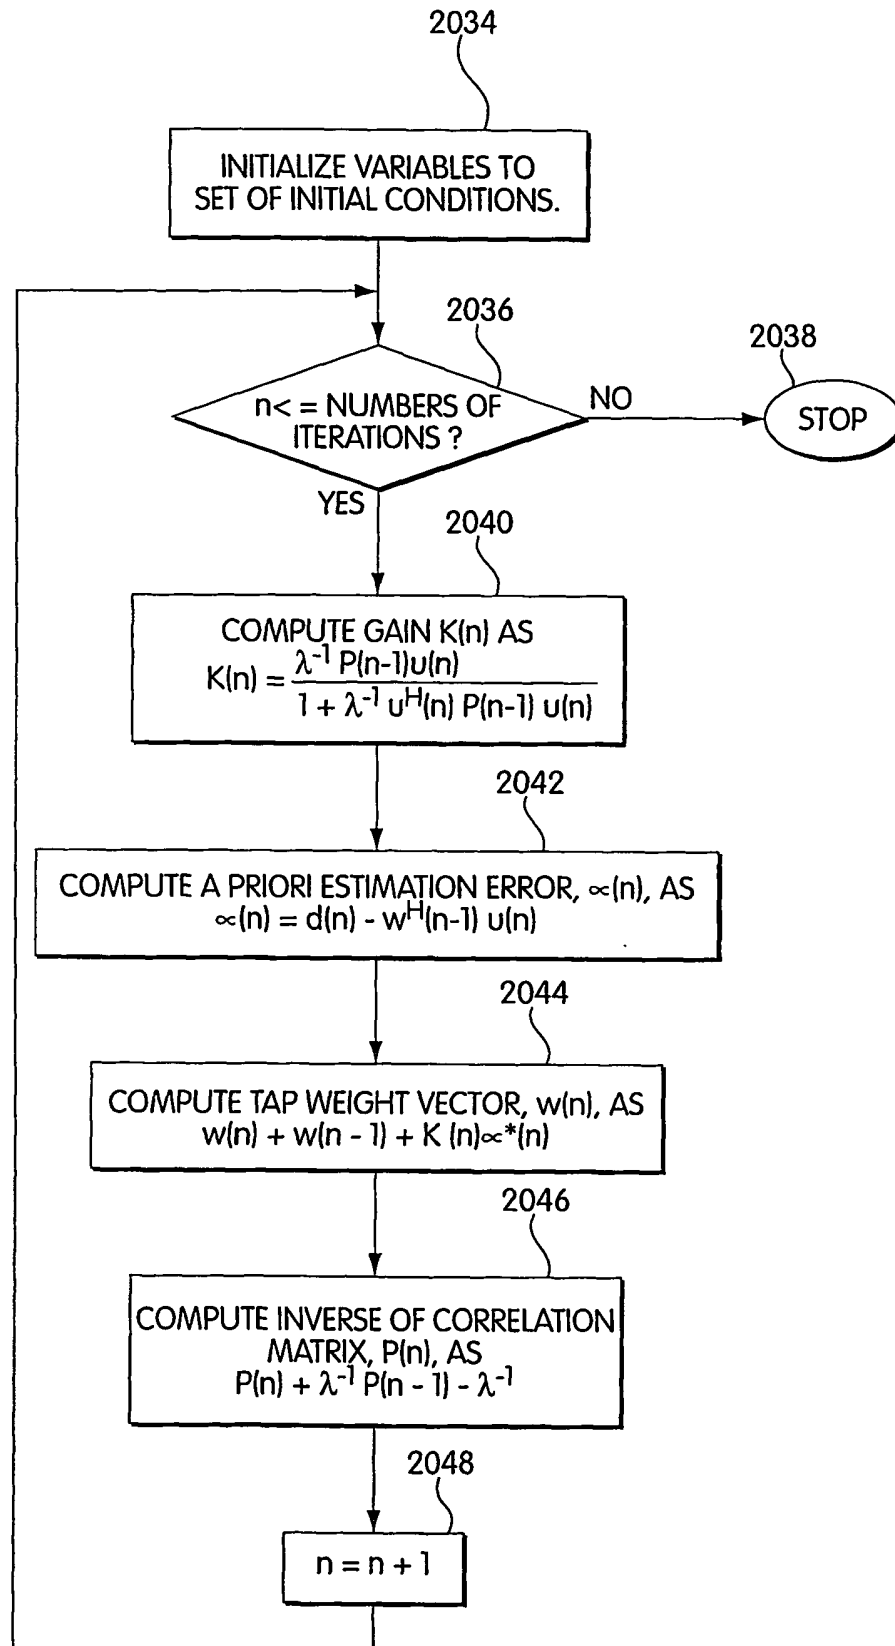 2034
INITIALIZE VARIABLES TO
SET OF INITIAL CONDITIONS.
2036
n< = NUMBERS OF
ITERATIONS ?
NO
2038
STOP
YES
2040
COMPUTE GAIN K(n) AS
K(n) = λ⁻¹ P(n-1)u(n) / 1 + λ⁻¹ uᴴ(n) P(n-1) u(n)
2042
COMPUTE A PRIORI ESTIMATION ERROR, ∝(n), AS
∝(n) = d(n) - wᴴ(n-1) u(n)
2044
COMPUTE TAP WEIGHT VECTOR, w(n), AS
w(n) + w(n - 1) + K (n)∝*(n)
2046
COMPUTE INVERSE OF CORRELATION
MATRIX, P(n), AS
P(n) + λ⁻¹ P(n - 1) - λ⁻¹
2048
n = n + 1